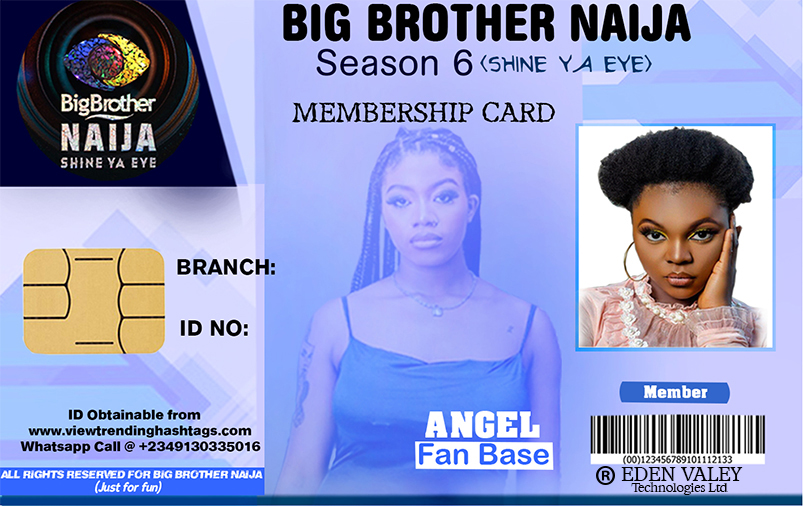 BIG BROTHER NAIJA
Season 6 <SHINE YA EYE>
MEMBERSHIP CARD
BigBrother
NAIJA
SHINE YA EYE
BRANCH:
ID NO:
ID Obtainable from
www.viewtrendinghashtags.com
Whatsapp Call @ +2349130335016
ALL RIGHTS RESERVED FOR BIG BROTHER NAIJA
(Just for fun)
ANGEL
Fan Base
Member
(00)123456789101112133
® EDEN VALEY
Technologies Ltd